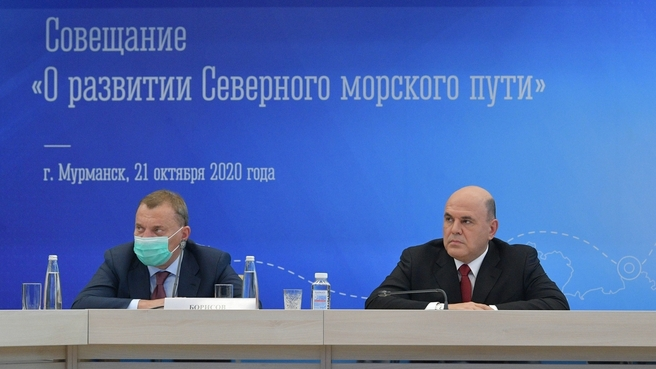 Совещание
«О развитии Северного морского пути»
г. Мурманск, 21 октября 2020 года
БОРИСОВ